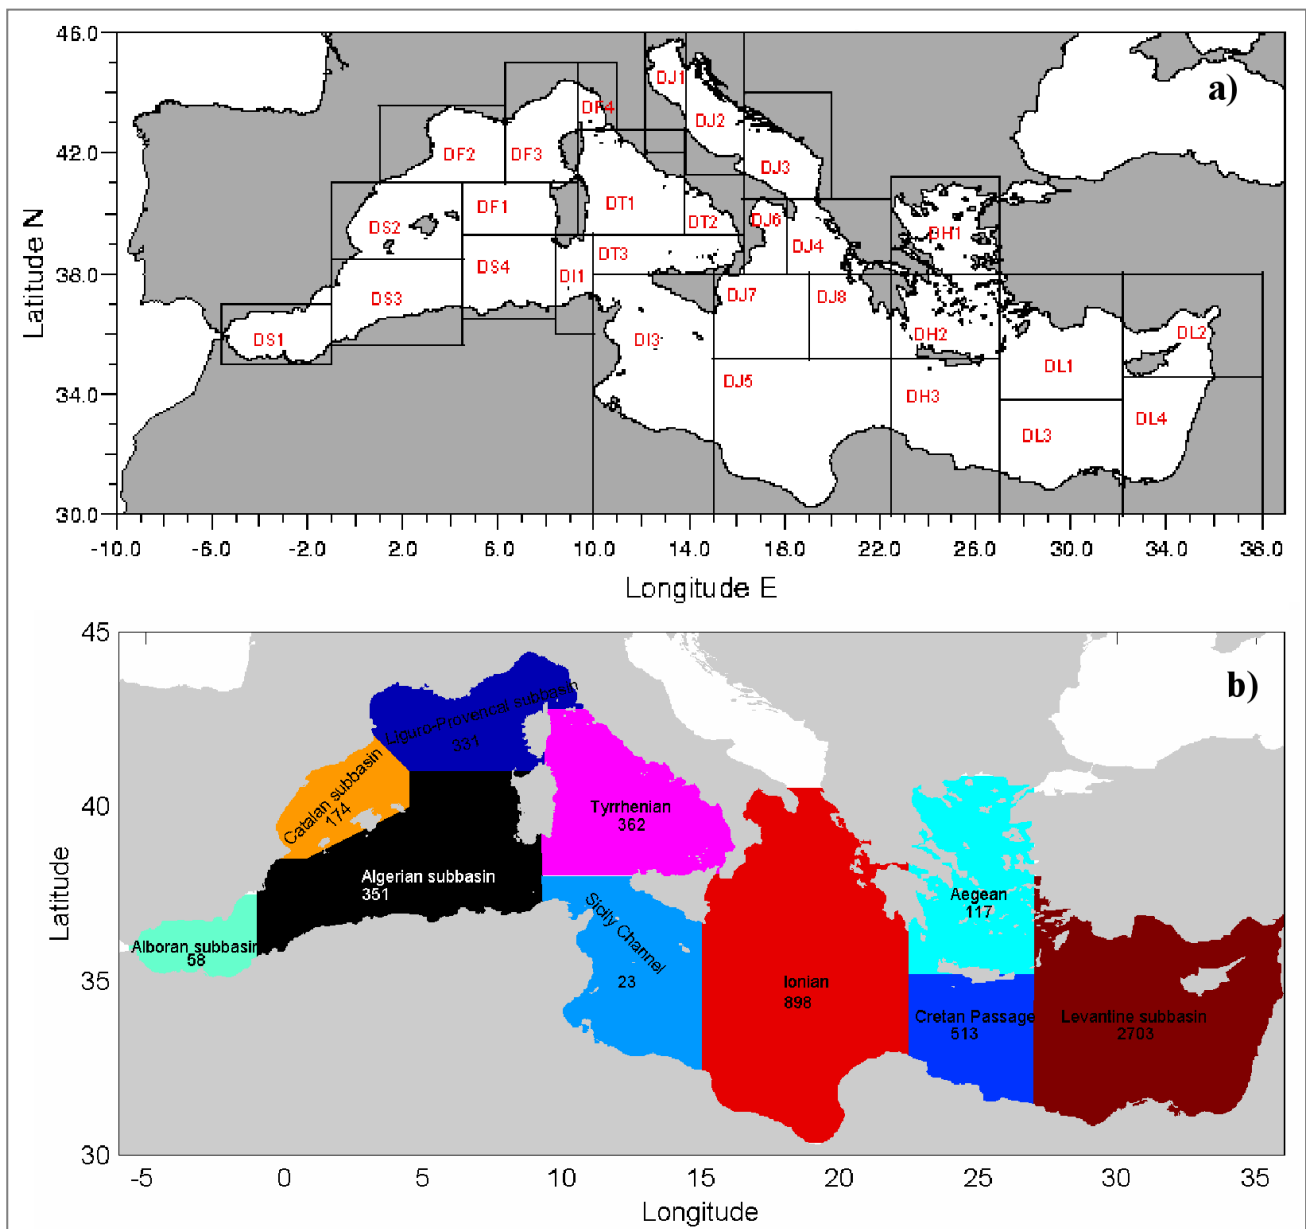 46.0
42.0
38.0
34.0
30.0
Latitude N
a)
DJ1
DF4
DJ2
DF2
DF3
DJ3
DF1
DT1
DS2
DT2
DJ6
DH1
DJ4
DS4
DT3
DI1
DS3
DJ7
DJ8
DS1
DI3
DH2
DL2
DJ5
DL1
DH3
DL3
DL4
-10.0 -6.0 -2.0 2.0 6.0 10.0 14.0 18.0 22.0 26.0 30.0 34.0 38.0
Longitude E
45
40
35
30
Latitude
b)
Liguro-Proverical subbasin
331
Catalan subbasin
174
Tyrrhenian
362
Algerian subbasin
351
Aegean
117
Sicily Channel
23
Alboran subbasin
58
Ionian
898
Cretan Passage
513
Levantine subbasin
2703
-5 0 5 10 15 20 25 30 35
Longitude